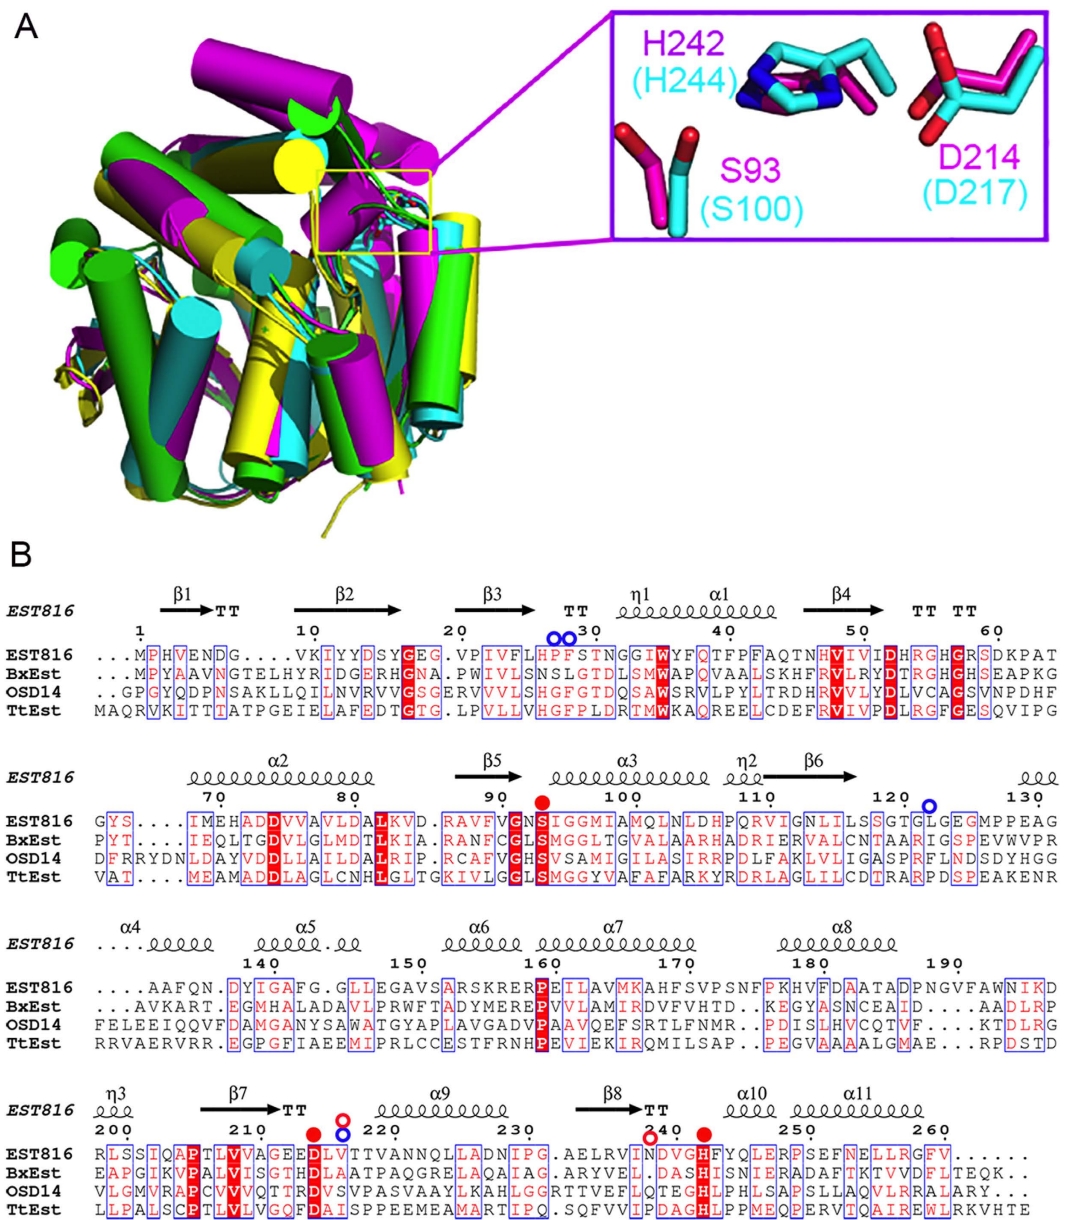 A
H242
(H244)
S93
(S100)
D214
(D217)
B
β1 β2 β3 η1 α1 β4
EST816 TT TT TT TT
1 10 20 30 40 50 60
EST816 ...MPHVENDG....VKIYYDSYGEG.VPIVFLHPFSTNGGIWYFQTFPFAQTNHVIVIDHRGHGRSDKPAT
BxEst ...MPYAAVNGTELHYRIDGERHGNA.PWVVLSNSLGTDLSMWAPQVAALSKHFRVLRYDTRGHGHSEAPKG
OSD14 ..GPGYQDPNSAKLLQILNVRVVGSGERVVVLSHGFGTDQSAWSRVLPYLTRDHRVVLYDLVCAGSVNPDHF
TtEst MAQRVKITTTATPGEIELAFEDTGTG.LPVLLVHGFPLDRTMWKAQREELCDEFRVIVPDLRGFGESQVIPG
α2 β5 α3 η2 β6
EST816
70 80 90 100 110 120 130
EST816 GYS....IMEHADDVVAVLDALKVD.RAVFVGNSIGGMIAMQLNLDHPQRVIGNLILSSGTGLGEGMPPEAG
BxEst PYT....IEQLTGDVLGLMDTLKIA.RANFCGLSMGGLTGVALAARHADRIERVALCNTAARIGSPEVWVPR
OSD14 DFRRYDNLDAYVDDLLAILDALRIP.RCAFVGHSVSAMIGILASIRRPDLFAKLVLIGASPRFLNDSDYHGG
TtEst VAT....MEAMADDLAGLCNHLGLTGKIVLGGLSMGGYVAFAFARKYRDRLAGLILCDTRARPDSPEAKENR
α4 α5 α6 α7 α8
EST816
140 150 160 170 180 190
EST816 ....AAFQN.DYIGAFG.GLLEGAVSARSKRERPEILAVMKAHFSVPSNFPKHVFDAATADPNGVFAWNIKD
BxEst ...AVKART.EGMHALADAVLPRWFTADYMEREPVVLAMIRDVFVHTD..KEGYASNCEAID....AADLRP
OSD14 FELEEIQQVFDAMGANYSAWATGYAPLAVGADVPAAVQEFSRTLFNMR..PDISLHVCQTVF....KTDLRG
TtEst RRVAERVRR.EGPGFIAEEMIPRLCCESTFRNHPEVIEKIRQMILSAP..PEGVAAAALGMAE...RPDSTD
η3 β7 α9 β8 α10 α11
EST816 TT TT
200 210 220 230 240 250 260
EST816 RLSSIQAPTLVVAGEEDLVTTVANNQLLADNIPG.AELRVINDVGHFYQLERPSEFNELLRGFV......
BxEst EAPGIKVPALVISGTHDLAATPAQGRELAQAIAG.ARYVEL.DASHISNIERADAFTKTVVDFLTEQK..
OSD14 VLGMVRAPCVVVQTTRDVSVPASVAAYLKAHLGGRTTVEFLQTEGHLPHLSAPSLLAQVLRRALARY...
TtEst LLPALSCPTLVLVGQFDAISPPEEMEAMARTIPQ.SQFVVIPDAGHLPPMEQPERVTQAIREWLRKV...